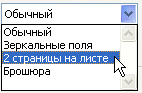 Обычный
Обычный
Зеркальные поля
2 страницы на листе
Брошюра